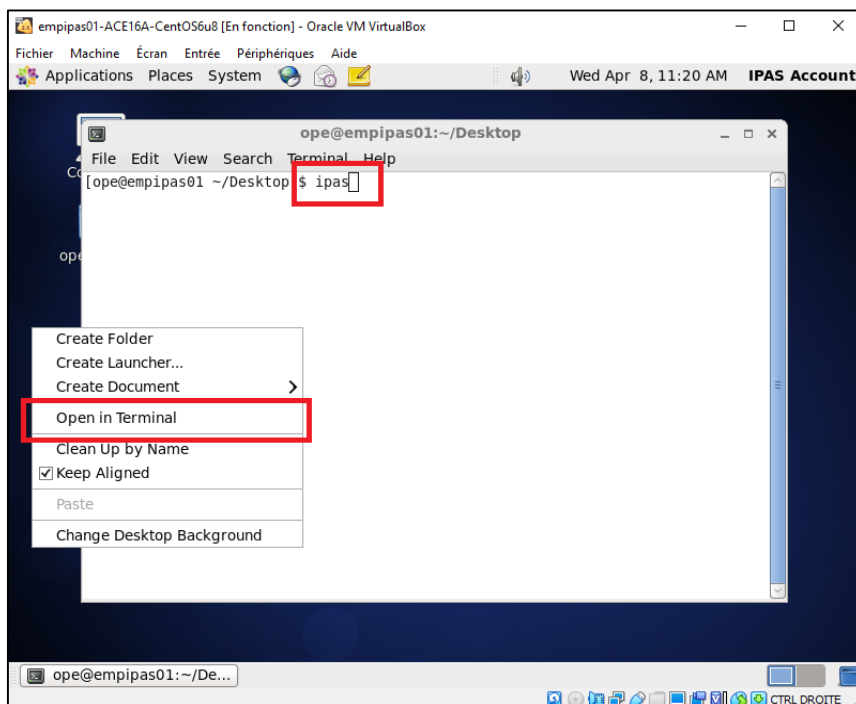 empipas01-ACE16A-CentOS6u8 [En fonction] - Oracle VM VirtualBox
Fichier Machine Écran Entrée Périphériques Aide
Applications Places System Wed Apr 8, 11:20 AM IPAS Account
ope@empipas01:~/Desktop
File Edit View Search Terminal Help
[ope@empipas01 ~/Desktop $ ipas
ope
Create Folder
Create Launcher...
Create Document
Open in Terminal
Clean Up by Name
Keep Aligned
Paste
Change Desktop Background
ope@empipas01:~/De...
CTRL DROITE